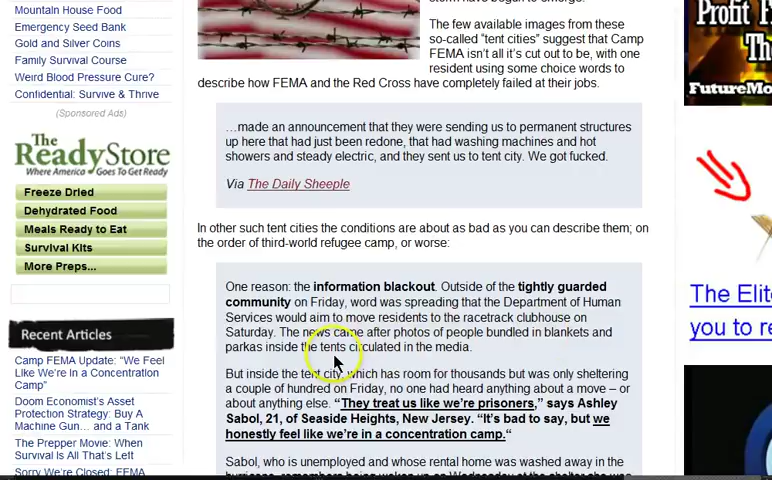 Mountain House Food
Emergency Seed Bank
Gold and Silver Coins
Family Survival Course
Weird Blood Pressure Cure?
Confidential: Survive & Thrive
(Sponsored Ads)
The
ReadyStore
Where America Goes To Get Ready
Freeze Dried
Dehydrated Food
Meals Ready to Eat
Survival Kits
More Preps...
Recent Articles
Camp FEMA Update: “We Feel
Like We’re In a Concentration
Camp”
Doom Economist’s Asset
Protection Strategy: Buy A
Machine Gun… and a Tank
The Prepper Movie: When
Survival Is All That’s Left
Sorry We’re Closed: FEMA
The few available images from these
so-called “tent cities” suggest that Camp
FEMA isn’t all it’s cut out to be, with one
resident using some choice words to
describe how FEMA and the Red Cross have completely failed at their jobs.
…made an announcement that they were sending us to permanent structures
up here that had just been redone, that had washing machines and hot
showers and steady electric, and they sent us to tent city. We got fucked.
Via The Daily Sheeple
In other such tent cities the conditions are about as bad as you can describe them; on
the order of third-world refugee camp, or worse:
One reason: the information blackout. Outside of the tightly guarded
community on Friday, word was spreading that the Department of Human
Services would aim to move residents to the racetrack clubhouse on
Saturday. The news came after photos of people bundled in blankets and
parkas inside the tents circulated in the media.
But inside the tent city, which has room for thousands but was only sheltering
a couple of hundred on Friday, no one had heard anything about a move – or
about anything else. “They treat us like we’re prisoners,” says Ashley
Sabol, 21, of Seaside Heights, New Jersey. “It’s bad to say, but we
honestly feel like we’re in a concentration camp.“
Sabol, who is unemployed and whose rental home was washed away in the
Profit
The
The Elit
you to r